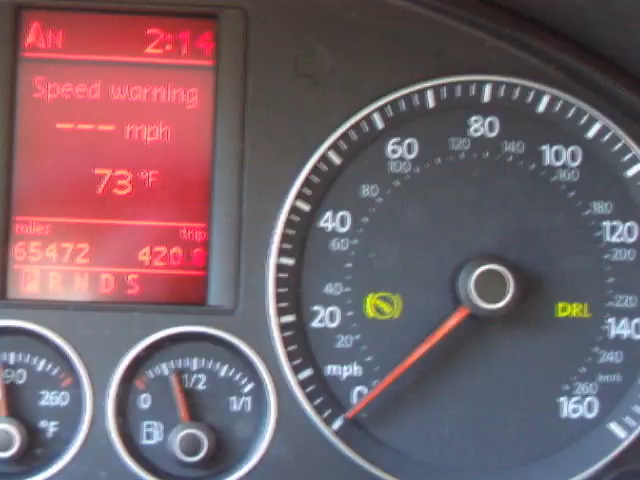 AM 2:14
Speed warning
--- mph
73 °F
miles trip
65472 420.
P R N D S
90
260
°F
0 1/2 1/1
0 20 40 60 80 100 120 140 160
mph
20 40 60 80 100 120 140 160 180 200 220 240 260
km/h
DRL